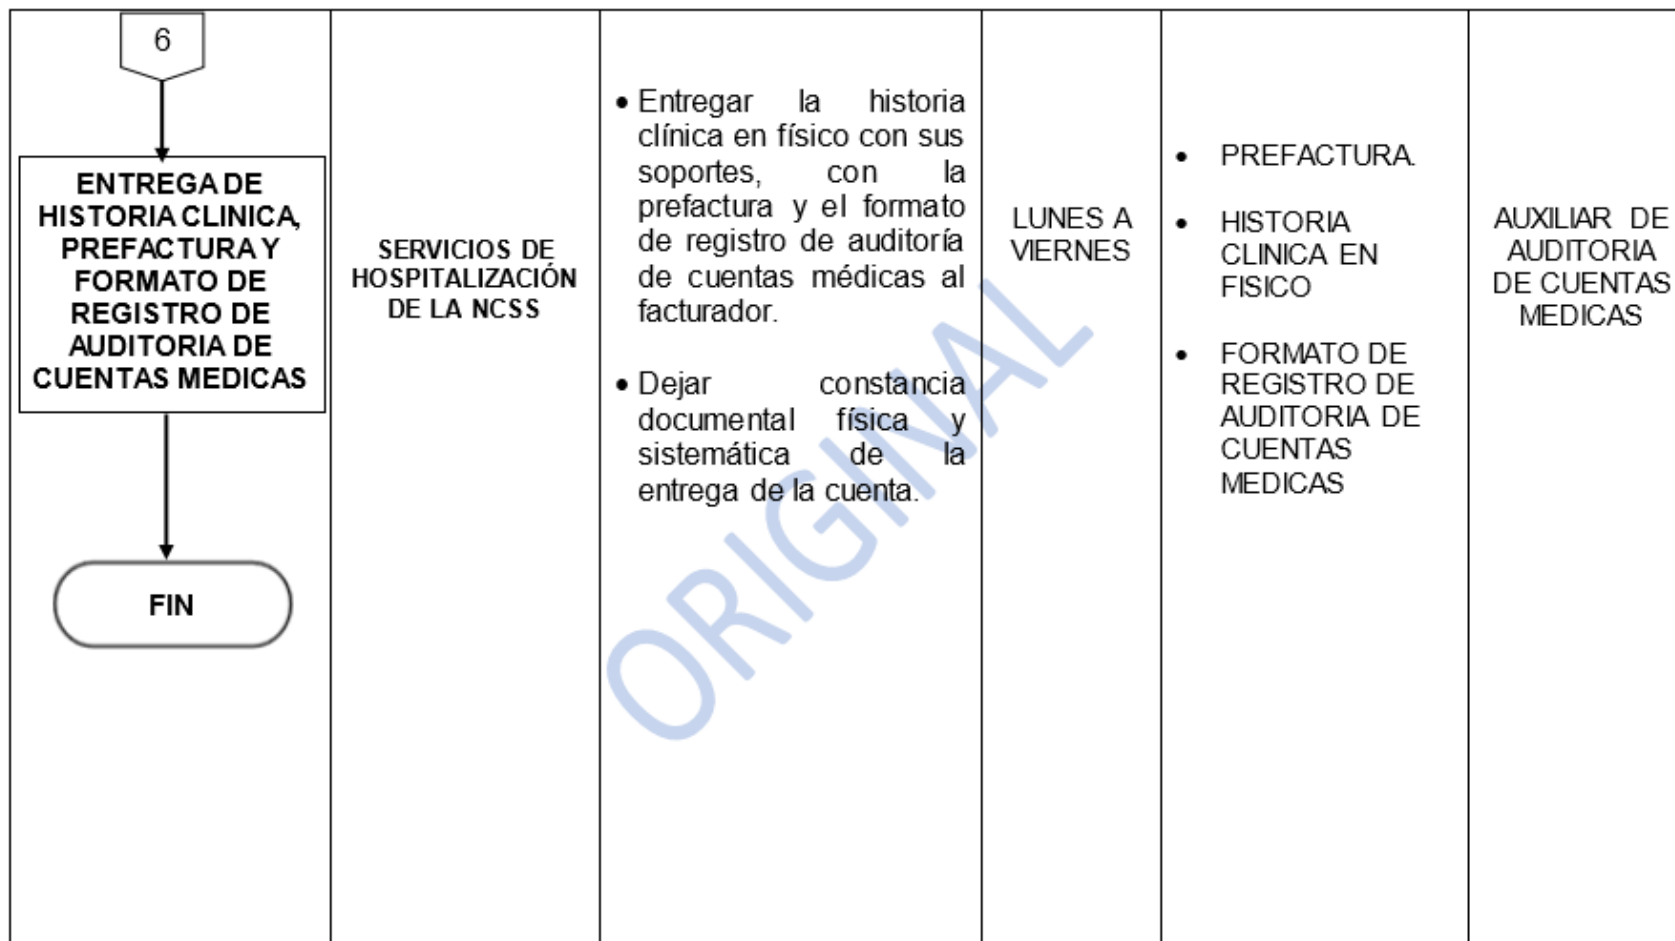 6
ENTREGA DE
HISTORIA CLINICA,
PREFACTURA Y
FORMATO DE
REGISTRO DE
AUDITORIA DE
CUENTAS MEDICAS
FIN
SERVICIOS DE
HOSPITALIZACIÓN
DE LA NCSS
• Entregar la historia
clínica en físico con sus
soportes, con la
prefactura y el formato
de registro de auditoría
de cuentas médicas al
facturador.
• Dejar constancia
documental física y
sistemática de la
entrega de la cuenta.
LUNES A
VIERNES
• PREFACTURA.
• HISTORIA
CLINICA EN
FISICO
• FORMATO DE
REGISTRO DE
AUDITORIA DE
CUENTAS
MEDICAS
AUXILIAR DE
AUDITORIA
DE CUENTAS
MEDICAS
ORIGINAL